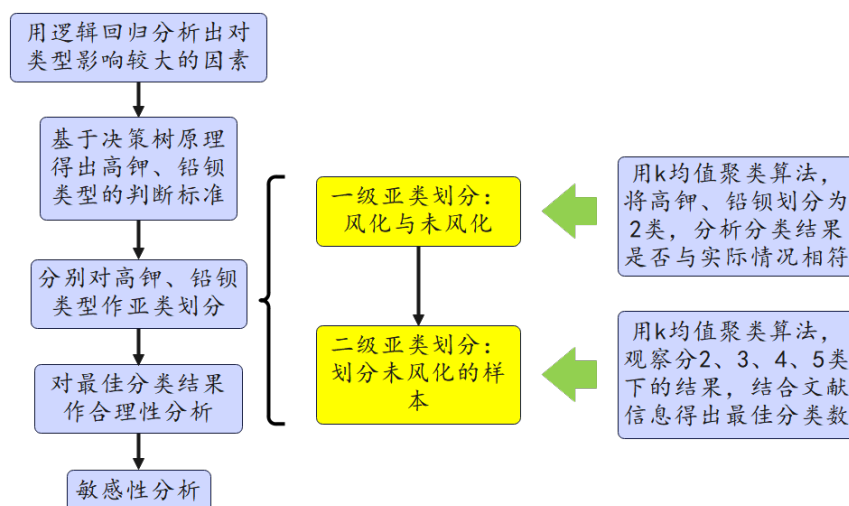 用逻辑回归分析出对
类型影响较大的因素
基于决策树原理
得出高钾、铅钡
类型的判断标准
分别对高钾、铅钡
类型作亚类划分
对最佳分类结果
作合理性分析
敏感性分析
一级亚类划分：
风化与未风化
二级亚类划分：
划分未风化的样
本
用k均值聚类算法，
将高钾、铅钡划分为
2类，分析分类结果
是否与实际情况相符
用k均值聚类算法，
观察分2、3、4、5类
下的结果，结合文献
信息得出最佳分类数